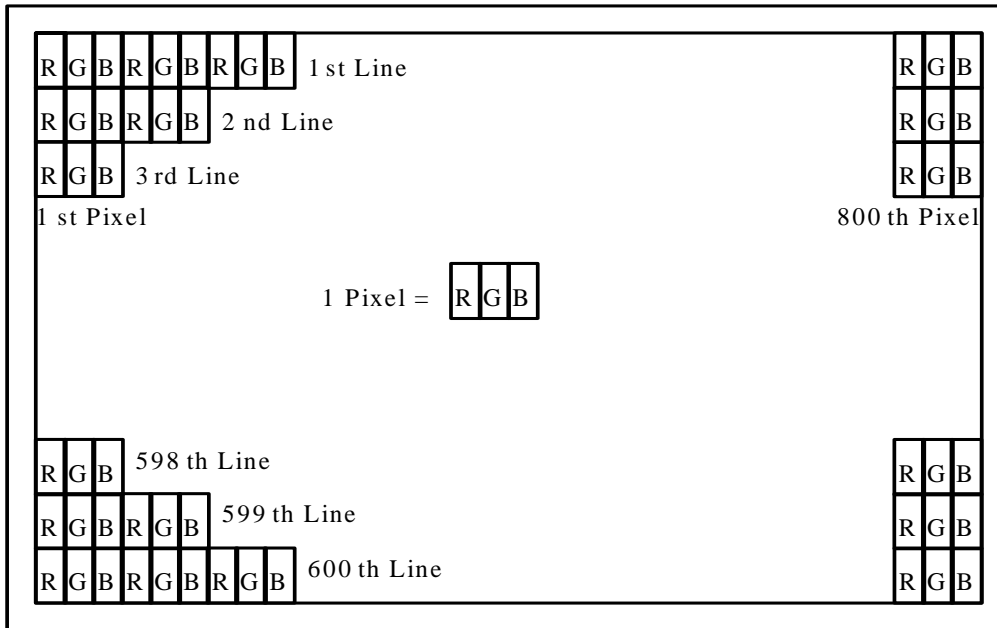 R G B R G B R G B 1 st Line R G B
R G B R G B 2 nd Line R G B
R G B 3 rd Line R G B
1 st Pixel 800 th Pixel
1 Pixel = R G B
R G B 598 th Line R G B
R G B R G B 599 th Line R G B
R G B R G B R G B 600 th Line R G B